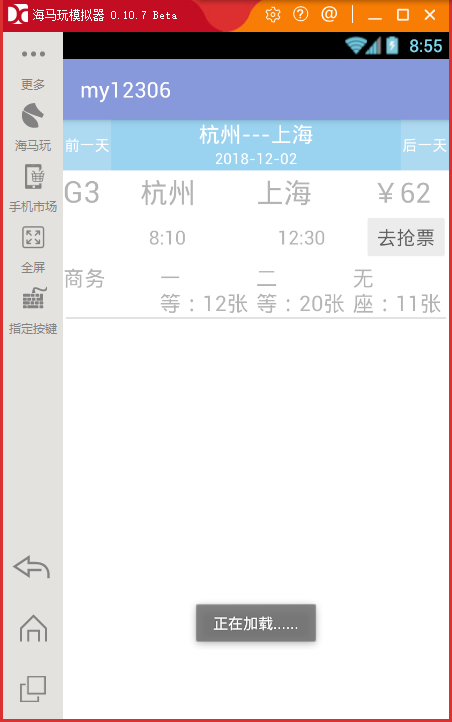 海马玩模拟器 0.10.7 Beta
8:55
更多
海马玩
手机市场
全屏
指定按键
my12306
前一天
杭州---上海
2018-12-02
后一天
G3 杭州 上海 ￥62
8:10 12:30 去抢票
商务 一 二 无
等：12张 等：20张 座：11张
正在加载......